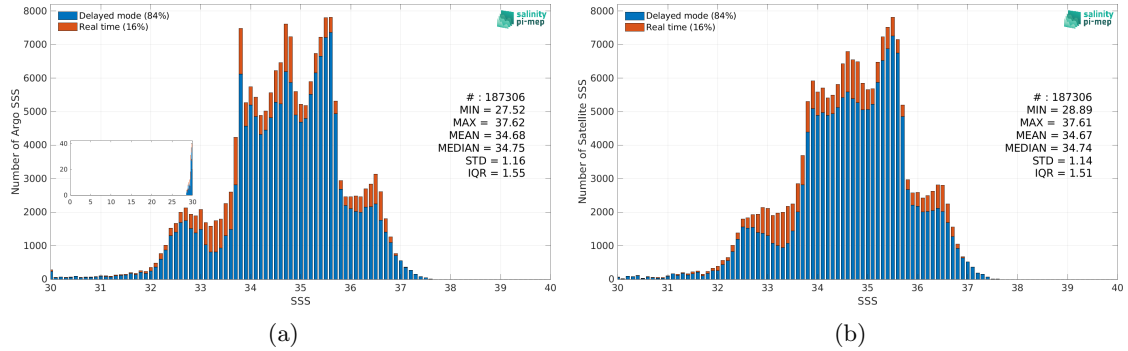 Delayed mode (84%)
Real time (16%)
salinity
pi-mep
8000
7000
6000
5000
4000
3000
2000
1000
0
Number of Argo SSS
# : 187306
MIN = 27.52
MAX = 37.62
MEAN = 34.68
MEDIAN = 34.75
STD = 1.16
IQR = 1.55
40
20
0
0 5 10 15 20 25 30
30 31 32 33 34 35 36 37 38 39 40
SSS
(a)
Delayed mode (84%)
Real time (16%)
salinity
pi-mep
8000
7000
6000
5000
4000
3000
2000
1000
0
Number of Satellite SSS
# : 187306
MIN = 28.89
MAX = 37.61
MEAN = 34.67
MEDIAN = 34.74
STD = 1.14
IQR = 1.51
30 31 32 33 34 35 36 37 38 39 40
SSS
(b)